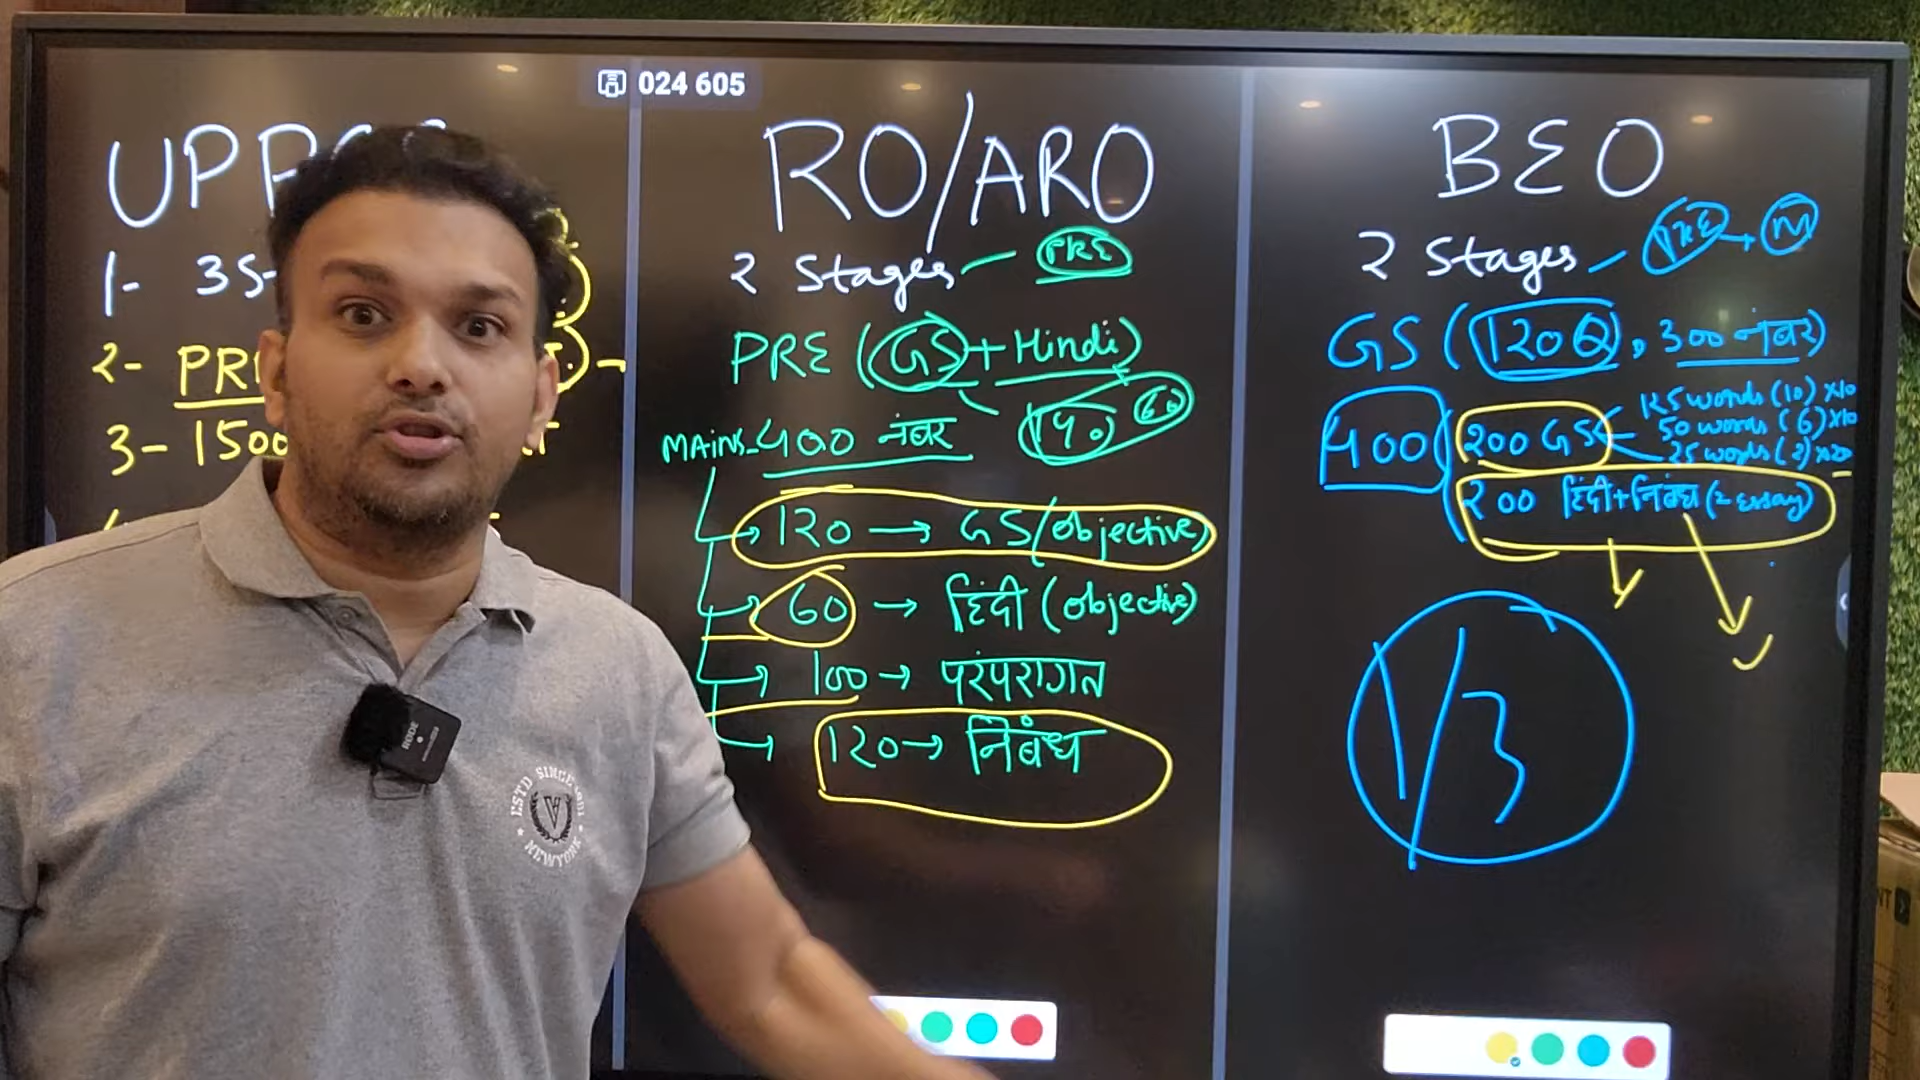 024 605
UPP
1- 3 S-
2- PR
3- 1500
RO/ARO
2 Stages - PRE
PRE (GS + Hindi)
140 60
MAINS - 400 नंबर
120 → GS (objective)
60 → हिंदी (objective)
100 → परंपरागत
120 → निबंध
BEO
2 Stages - PRE → M
GS (120Q, 300 नंबर)
125 words (10) x10
400 200 GS 50 words (6) x10
25 words (2) x20
200 हिंदी + निबंध (2 essay)
1/3
RODE
ESTD SINCE
NEWYORK